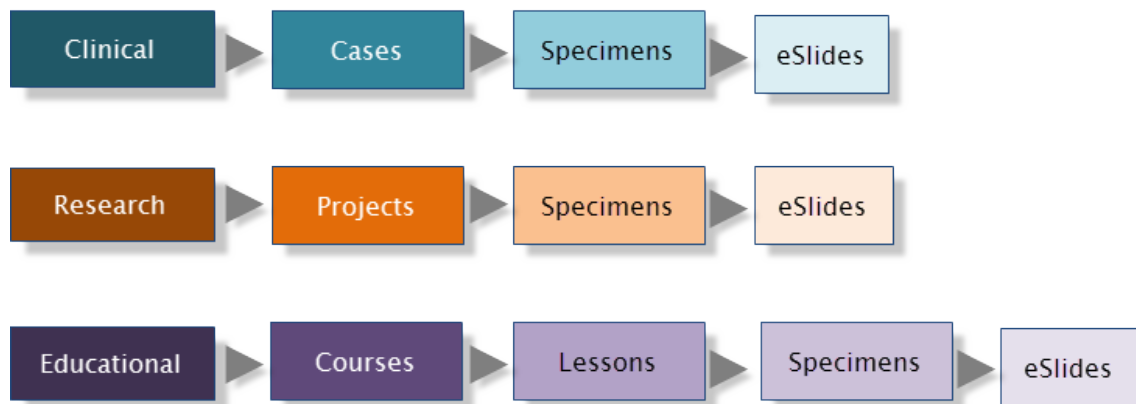 Clinical Cases Specimens eSlides
Research Projects Specimens eSlides
Educational Courses Lessons Specimens eSlides